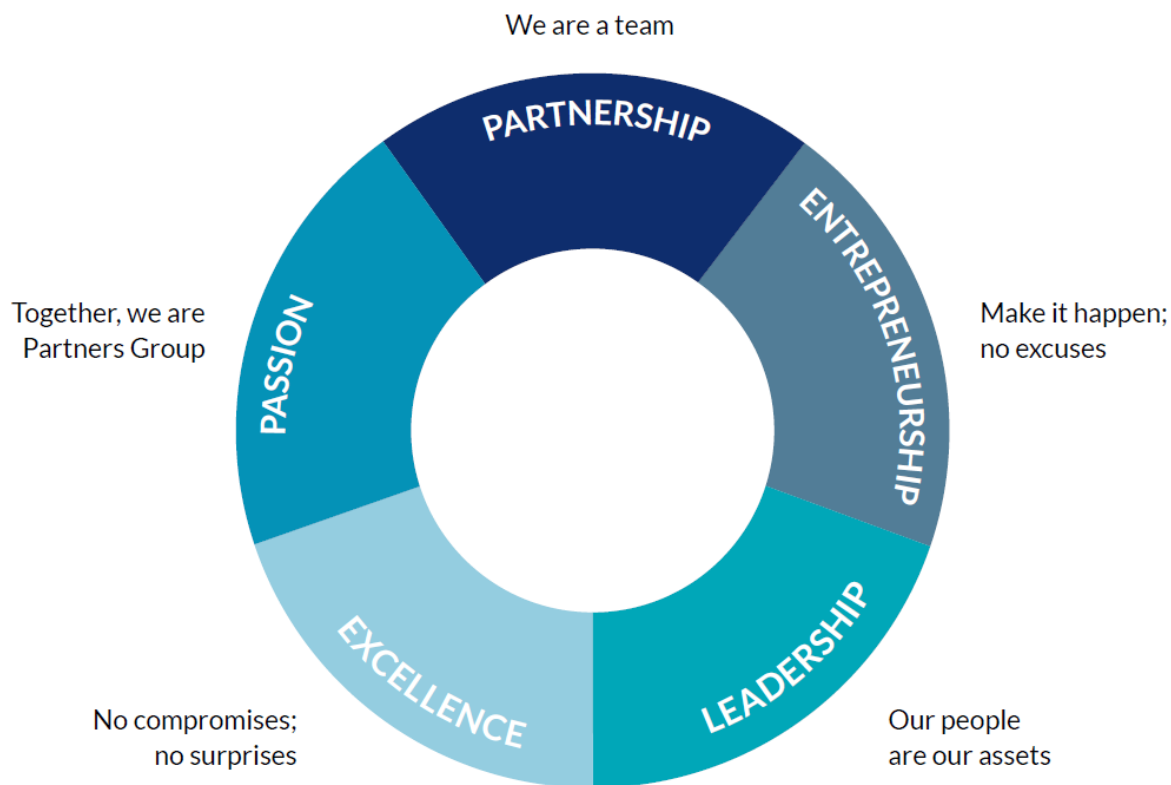 We are a team
PARTNERSHIP
ENTREPRENEURSHIP
Make it happen;
no excuses
LEADERSHIP
Our people
are our assets
EXCELLENCE
No compromises;
no surprises
PASSION
Together, we are
Partners Group